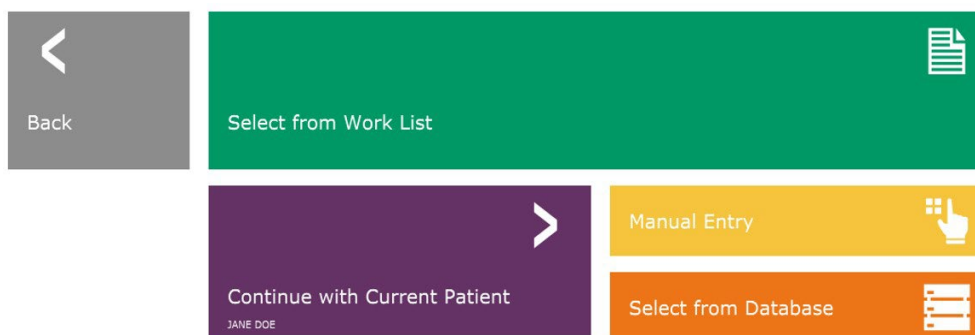 Back
Select from Work List
Manual Entry
Continue with Current Patient
JANE DOE
Select from Database